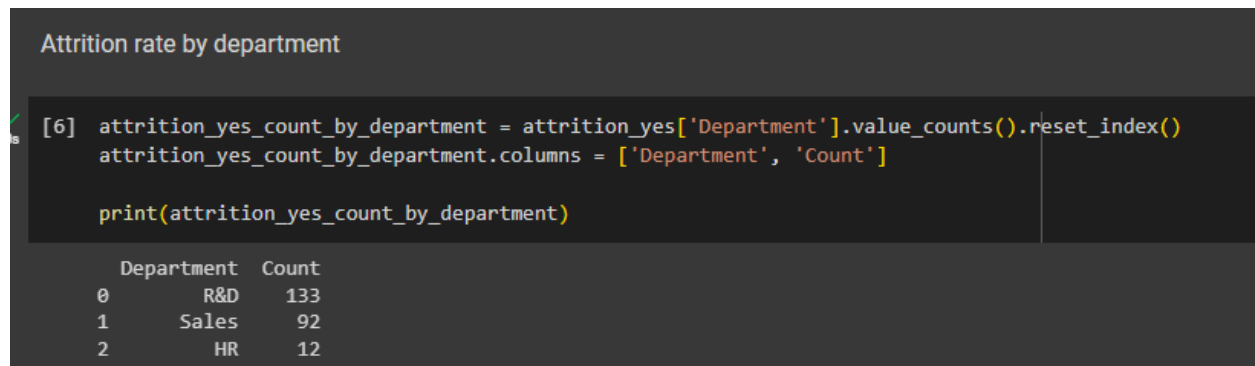 Attrition rate by department
[6] attrition_yes_count_by_department = attrition_yes['Department'].value_counts().reset_index()
attrition_yes_count_by_department.columns = ['Department', 'Count']
print(attrition_yes_count_by_department)
Department Count
0 R&D 133
1 Sales 92
2 HR 12